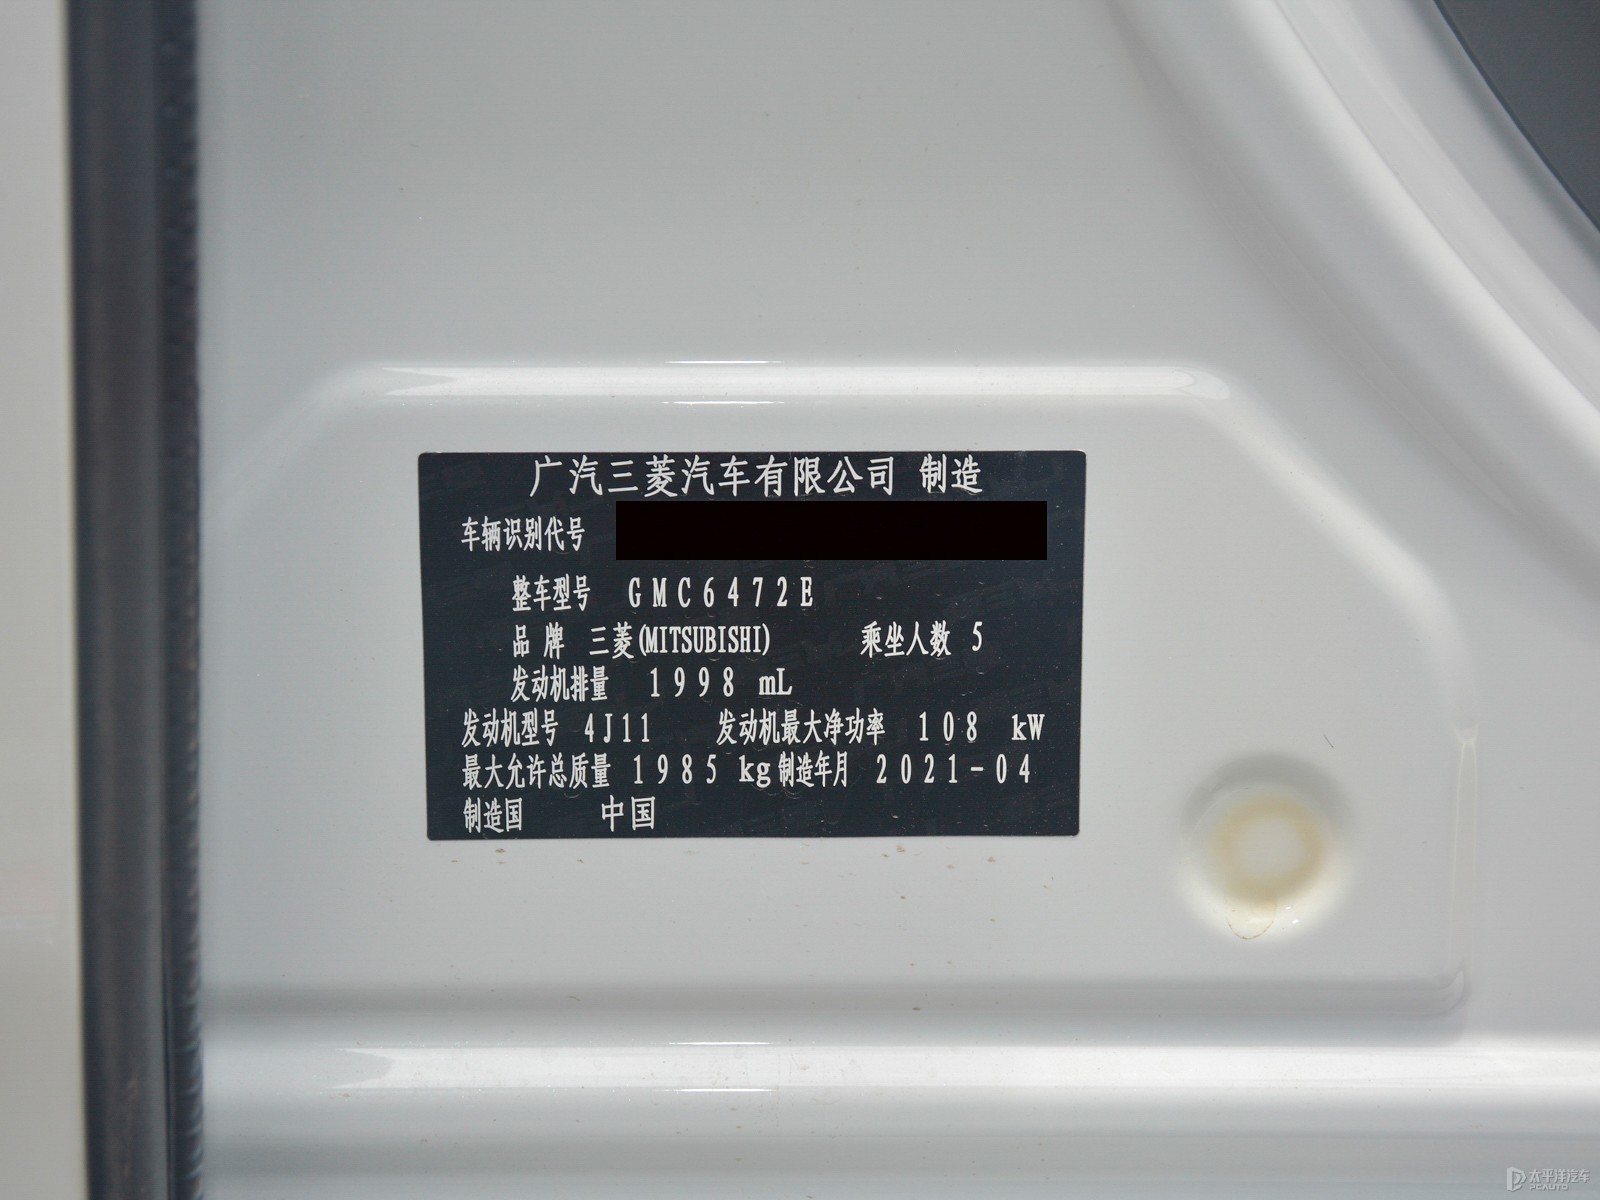 广汽三菱汽车有限公司 制造
车辆识别代号
整车型号 GMC6472E
品 牌 三菱(MITSUBISHI) 乘坐人数 5
发动机排量 1998 mL
发动机型号 4J11 发动机最大净功率 108 kW
最大允许总质量 1985 kg 制造年月 2021-04
制造国 中国
太平洋汽车
PCAUTO